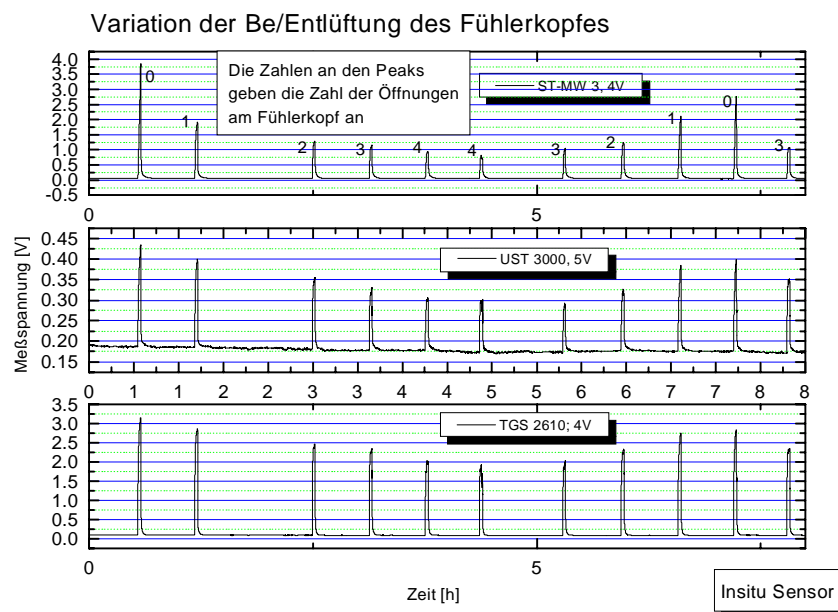 Variation der Be/Entlüftung des Fühlerkopfes
Die Zahlen an den Peaks
geben die Zahl der Öffnungen
am Fühlerkopf an
ST-MW 3, 4V
4.0
3.5
3.0
2.5
2.0
1.5
1.0
0.5
0.0
-0.5
0 1 2 3 4 4 3 2 1 0 3
0 5
Meßspannung [V]
UST 3000, 5V
0.45
0.40
0.35
0.30
0.25
0.20
0.15
0 1 1 2 2 3 3 4 4 5 5 6 6 7 7 8 8
TGS 2610; 4V
3.5
3.0
2.5
2.0
1.5
1.0
0.5
0.0
0 5
Zeit [h]
Insitu Sensor